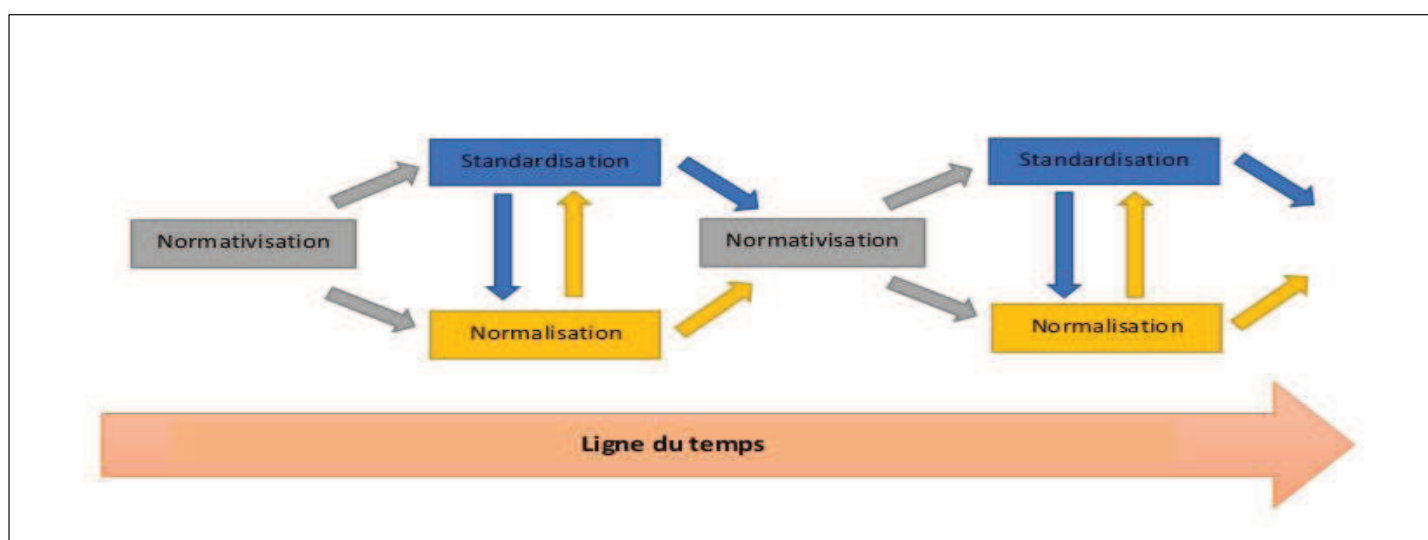 Standardisation
Standardisation
Normativisation
Normativisation
Normalisation
Normalisation
Ligne du temps